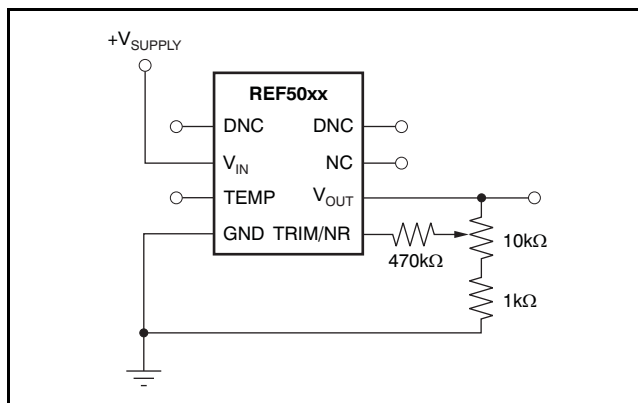 +VSUPPLY
REF50xx
DNC DNC
VIN NC
TEMP VOUT
GND TRIM/NR
10kΩ
470kΩ
1kΩ